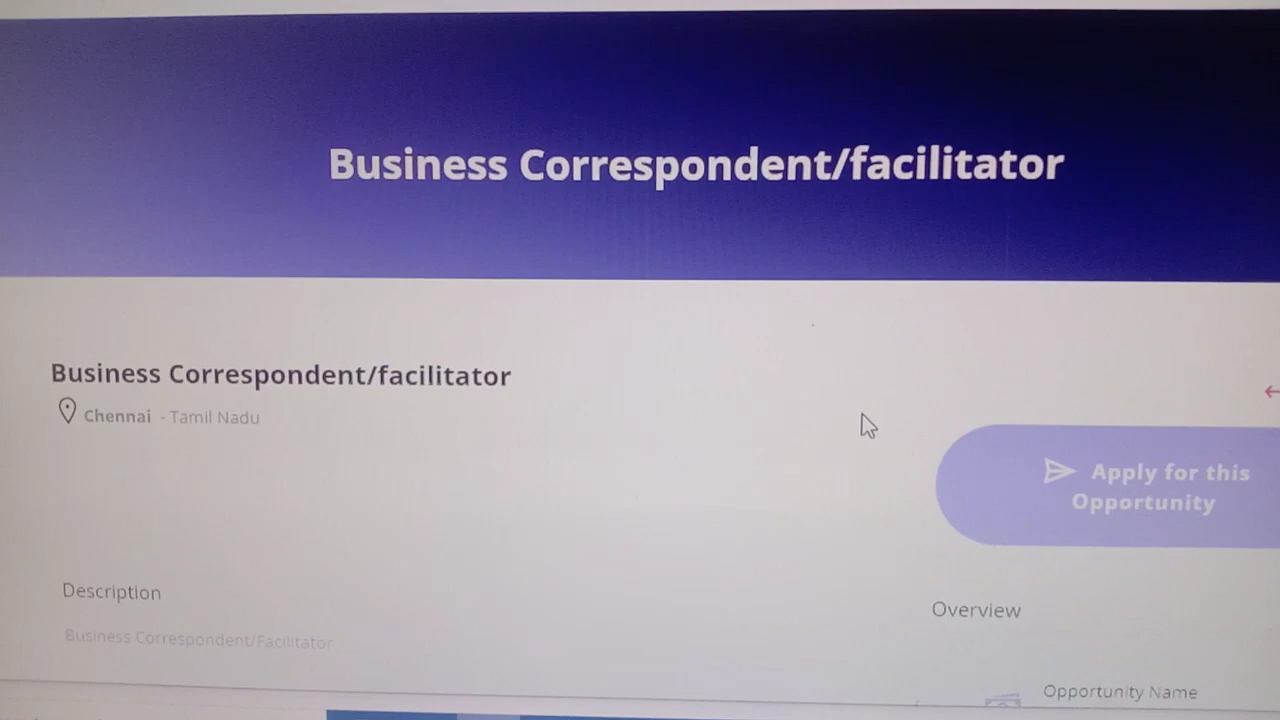 Business Correspondent/facilitator
Business Correspondent/facilitator
Chennai - Tamil Nadu
Apply for this
Opportunity
Description
Overview
Business Correspondent/Facilitator
Opportunity Name